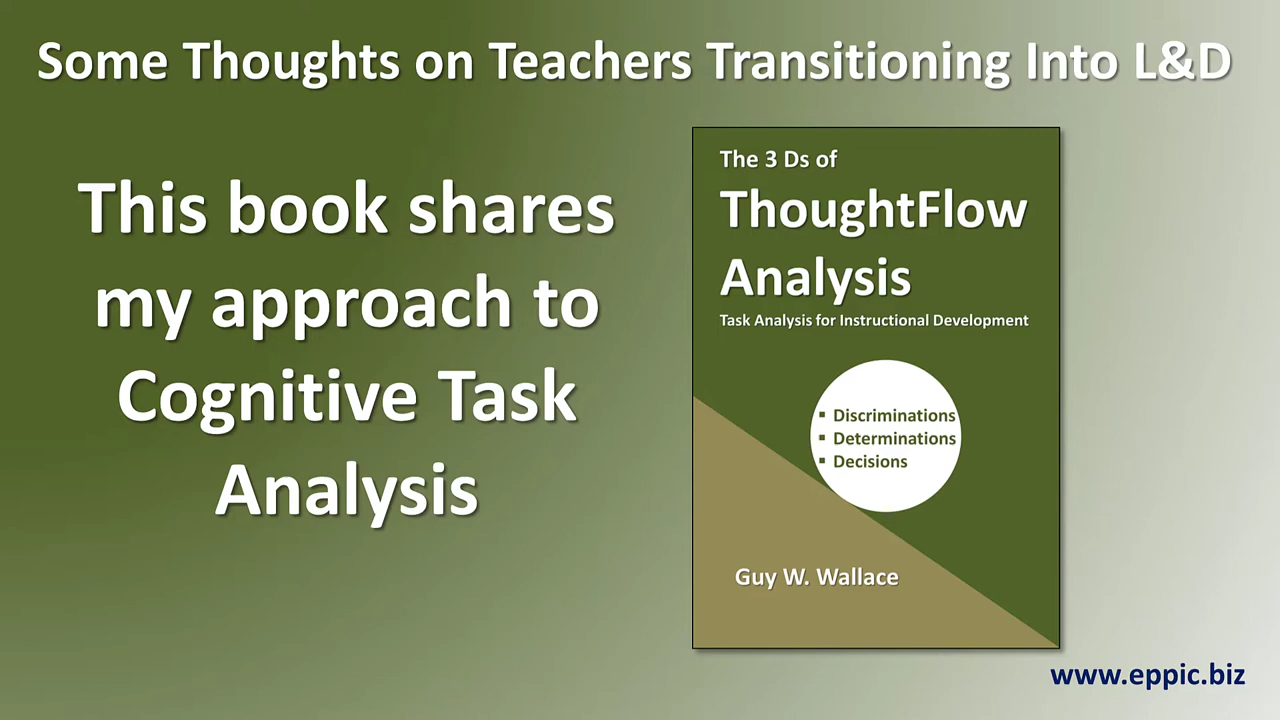 Some Thoughts on Teachers Transitioning Into L&D
This book shares
my approach to
Cognitive Task
Analysis
The 3 Ds of
ThoughtFlow
Analysis
Task Analysis for Instructional Development
▪ Discriminations
▪ Determinations
▪ Decisions
Guy W. Wallace
www.eppic.biz